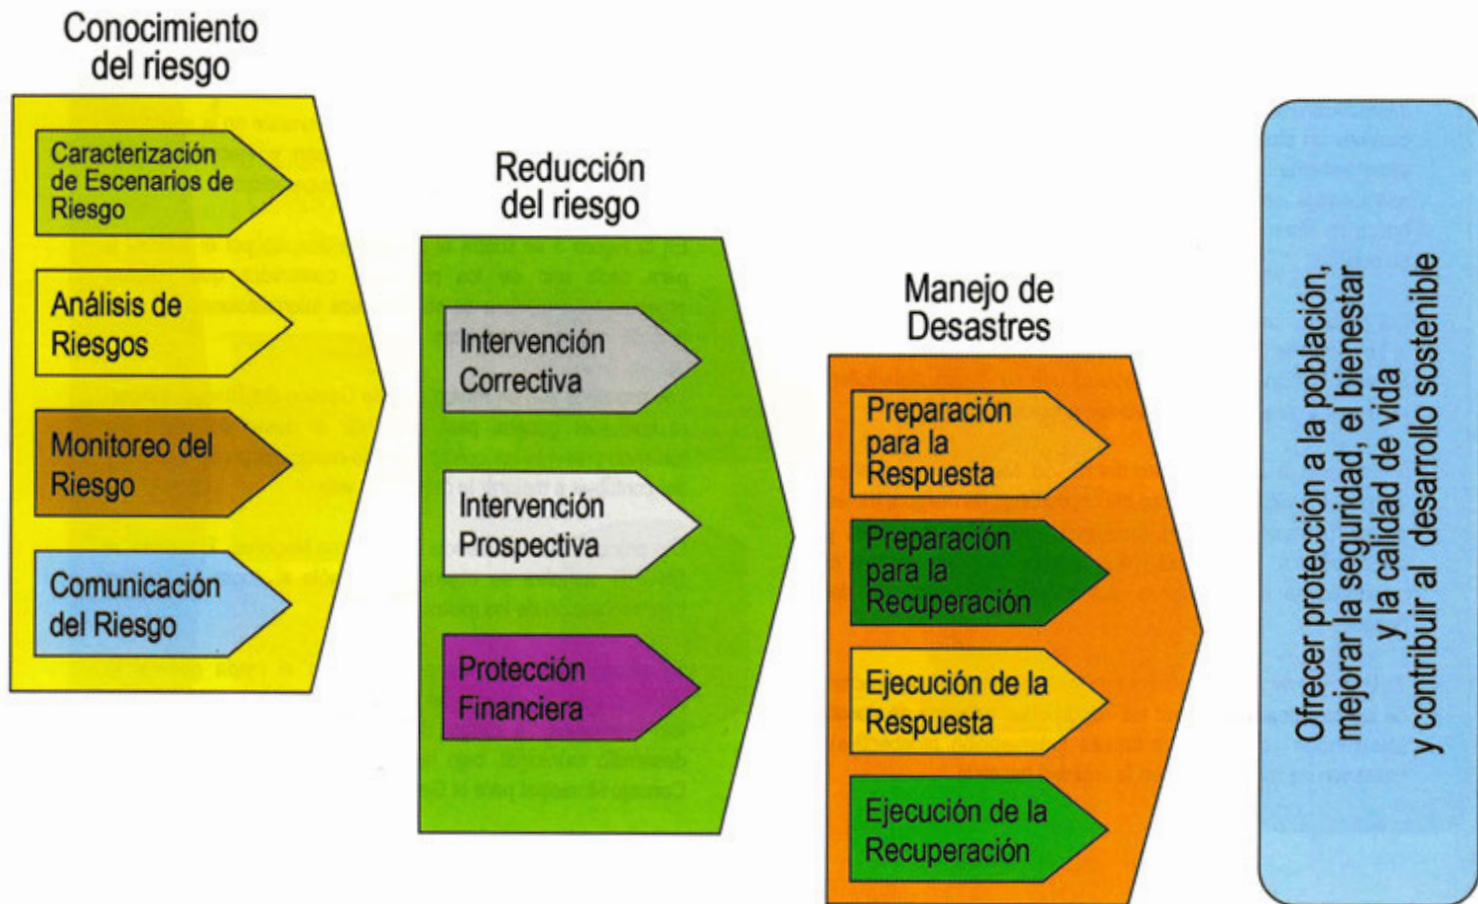 Conocimiento
del riesgo
Caracterización
de Escenarios de
Riesgo
Análisis de
Riesgos
Monitoreo del
Riesgo
Comunicación
del Riesgo
Reducción
del riesgo
Intervención
Correctiva
Intervención
Prospectiva
Protección
Financiera
Manejo de
Desastres
Preparación
para la
Respuesta
Preparación
para la
Recuperación
Ejecución de la
Respuesta
Ejecución de la
Recuperación
Ofrecer protección a la población,
mejorar la seguridad, el bienestar
y la calidad de vida
y contribuir al desarrollo sostenible